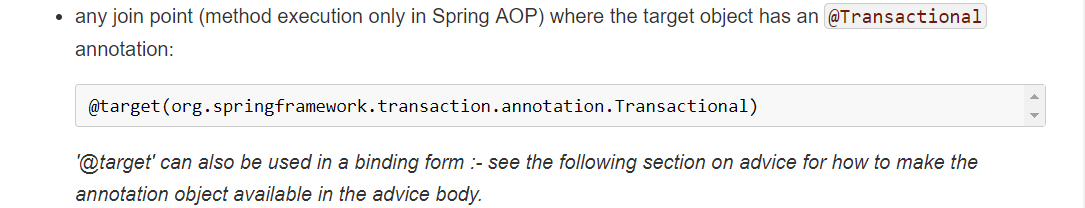 • any join point (method execution only in Spring AOP) where the target object has an @Transactional
annotation:
@target(org.springframework.transaction.annotation.Transactional)
'@target' can also be used in a binding form :- see the following section on advice for how to make the
annotation object available in the advice body.